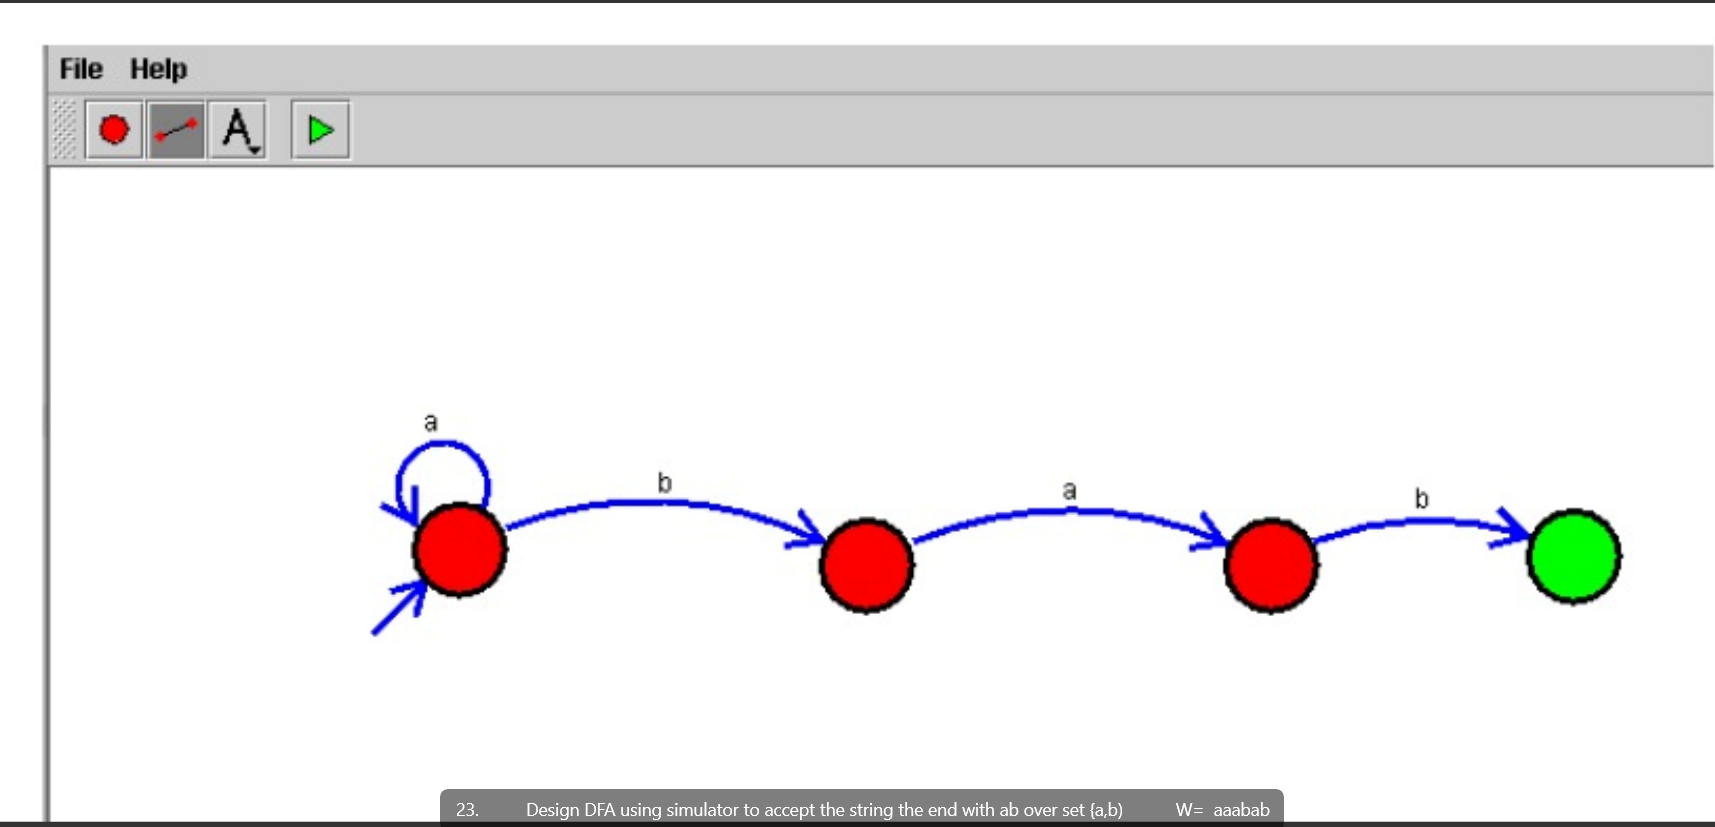 File Help
A
a
b
a
b
23. Design DFA using simulator to accept the string the end with ab over set {a,b) W= aaabab